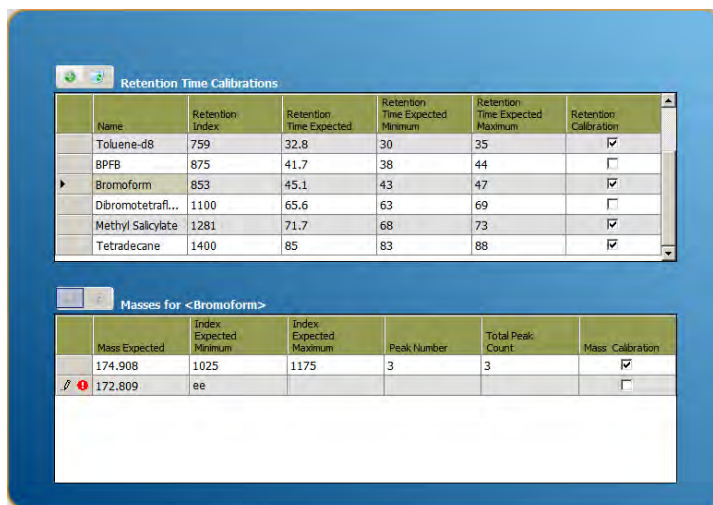 Retention Time Calibrations
Name Retention Index Retention Time Expected Retention Time Expected Minimum Retention Time Expected Maximum Retention Calibration
Toluene-d8 759 32.8 30 35
BPFB 875 41.7 38 44
Bromoform 853 45.1 43 47
Dibromotetrafl... 1100 65.6 63 69
Methyl Salicylate 1281 71.7 68 73
Tetradecane 1400 85 83 88
Masses for <Bromoform>
Mass Expected Index Expected Minimum Index Expected Maximum Peak Number Total Peak Count Mass Calibration
174.908 1025 1175 3 3
172.809 ee